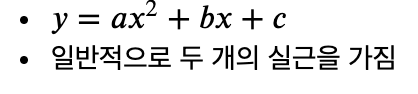 • y = ax² + bx + c
• 일반적으로 두 개의 실근을 가짐